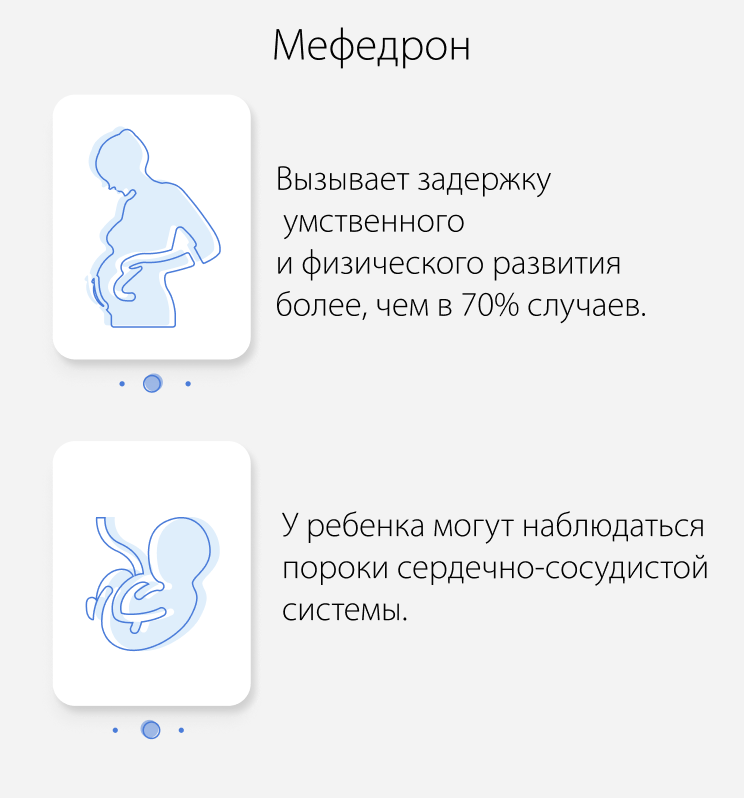 Мефедрон
Вызывает задержку
умственного
и физического развития
более, чем в 70% случаев.
У ребенка могут наблюдаться
пороки сердечно-сосудистой
системы.